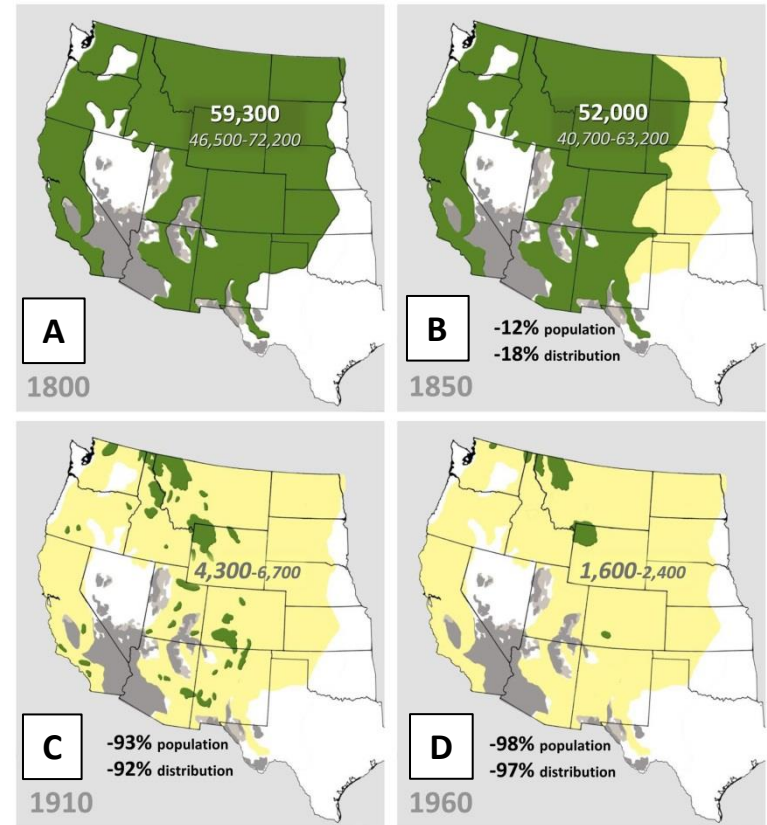 59,300
46,500-72,200
A
1800
52,000
40,700-63,200
B
-12% population
-18% distribution
1850
4,300-6,700
C
-93% population
-92% distribution
1910
1,600-2,400
D
-98% population
-97% distribution
1960